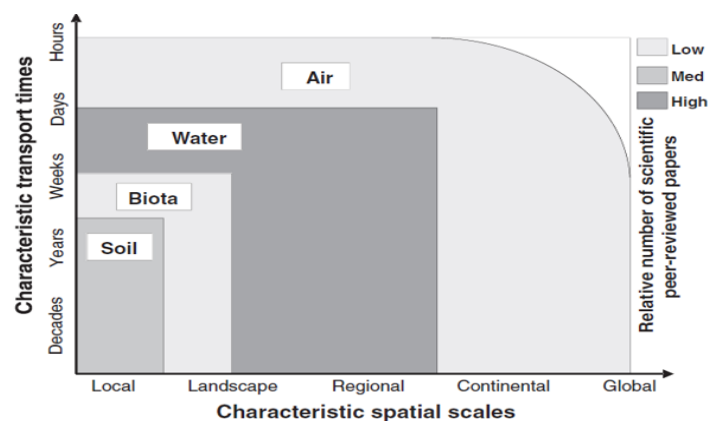 Characteristic transport times
Hours
Days
Weeks
Years
Decades
Air
Water
Biota
Soil
Low
Med
High
Relative number of scientific
peer-reviewed papers
Local
Landscape
Regional
Continental
Global
Characteristic spatial scales